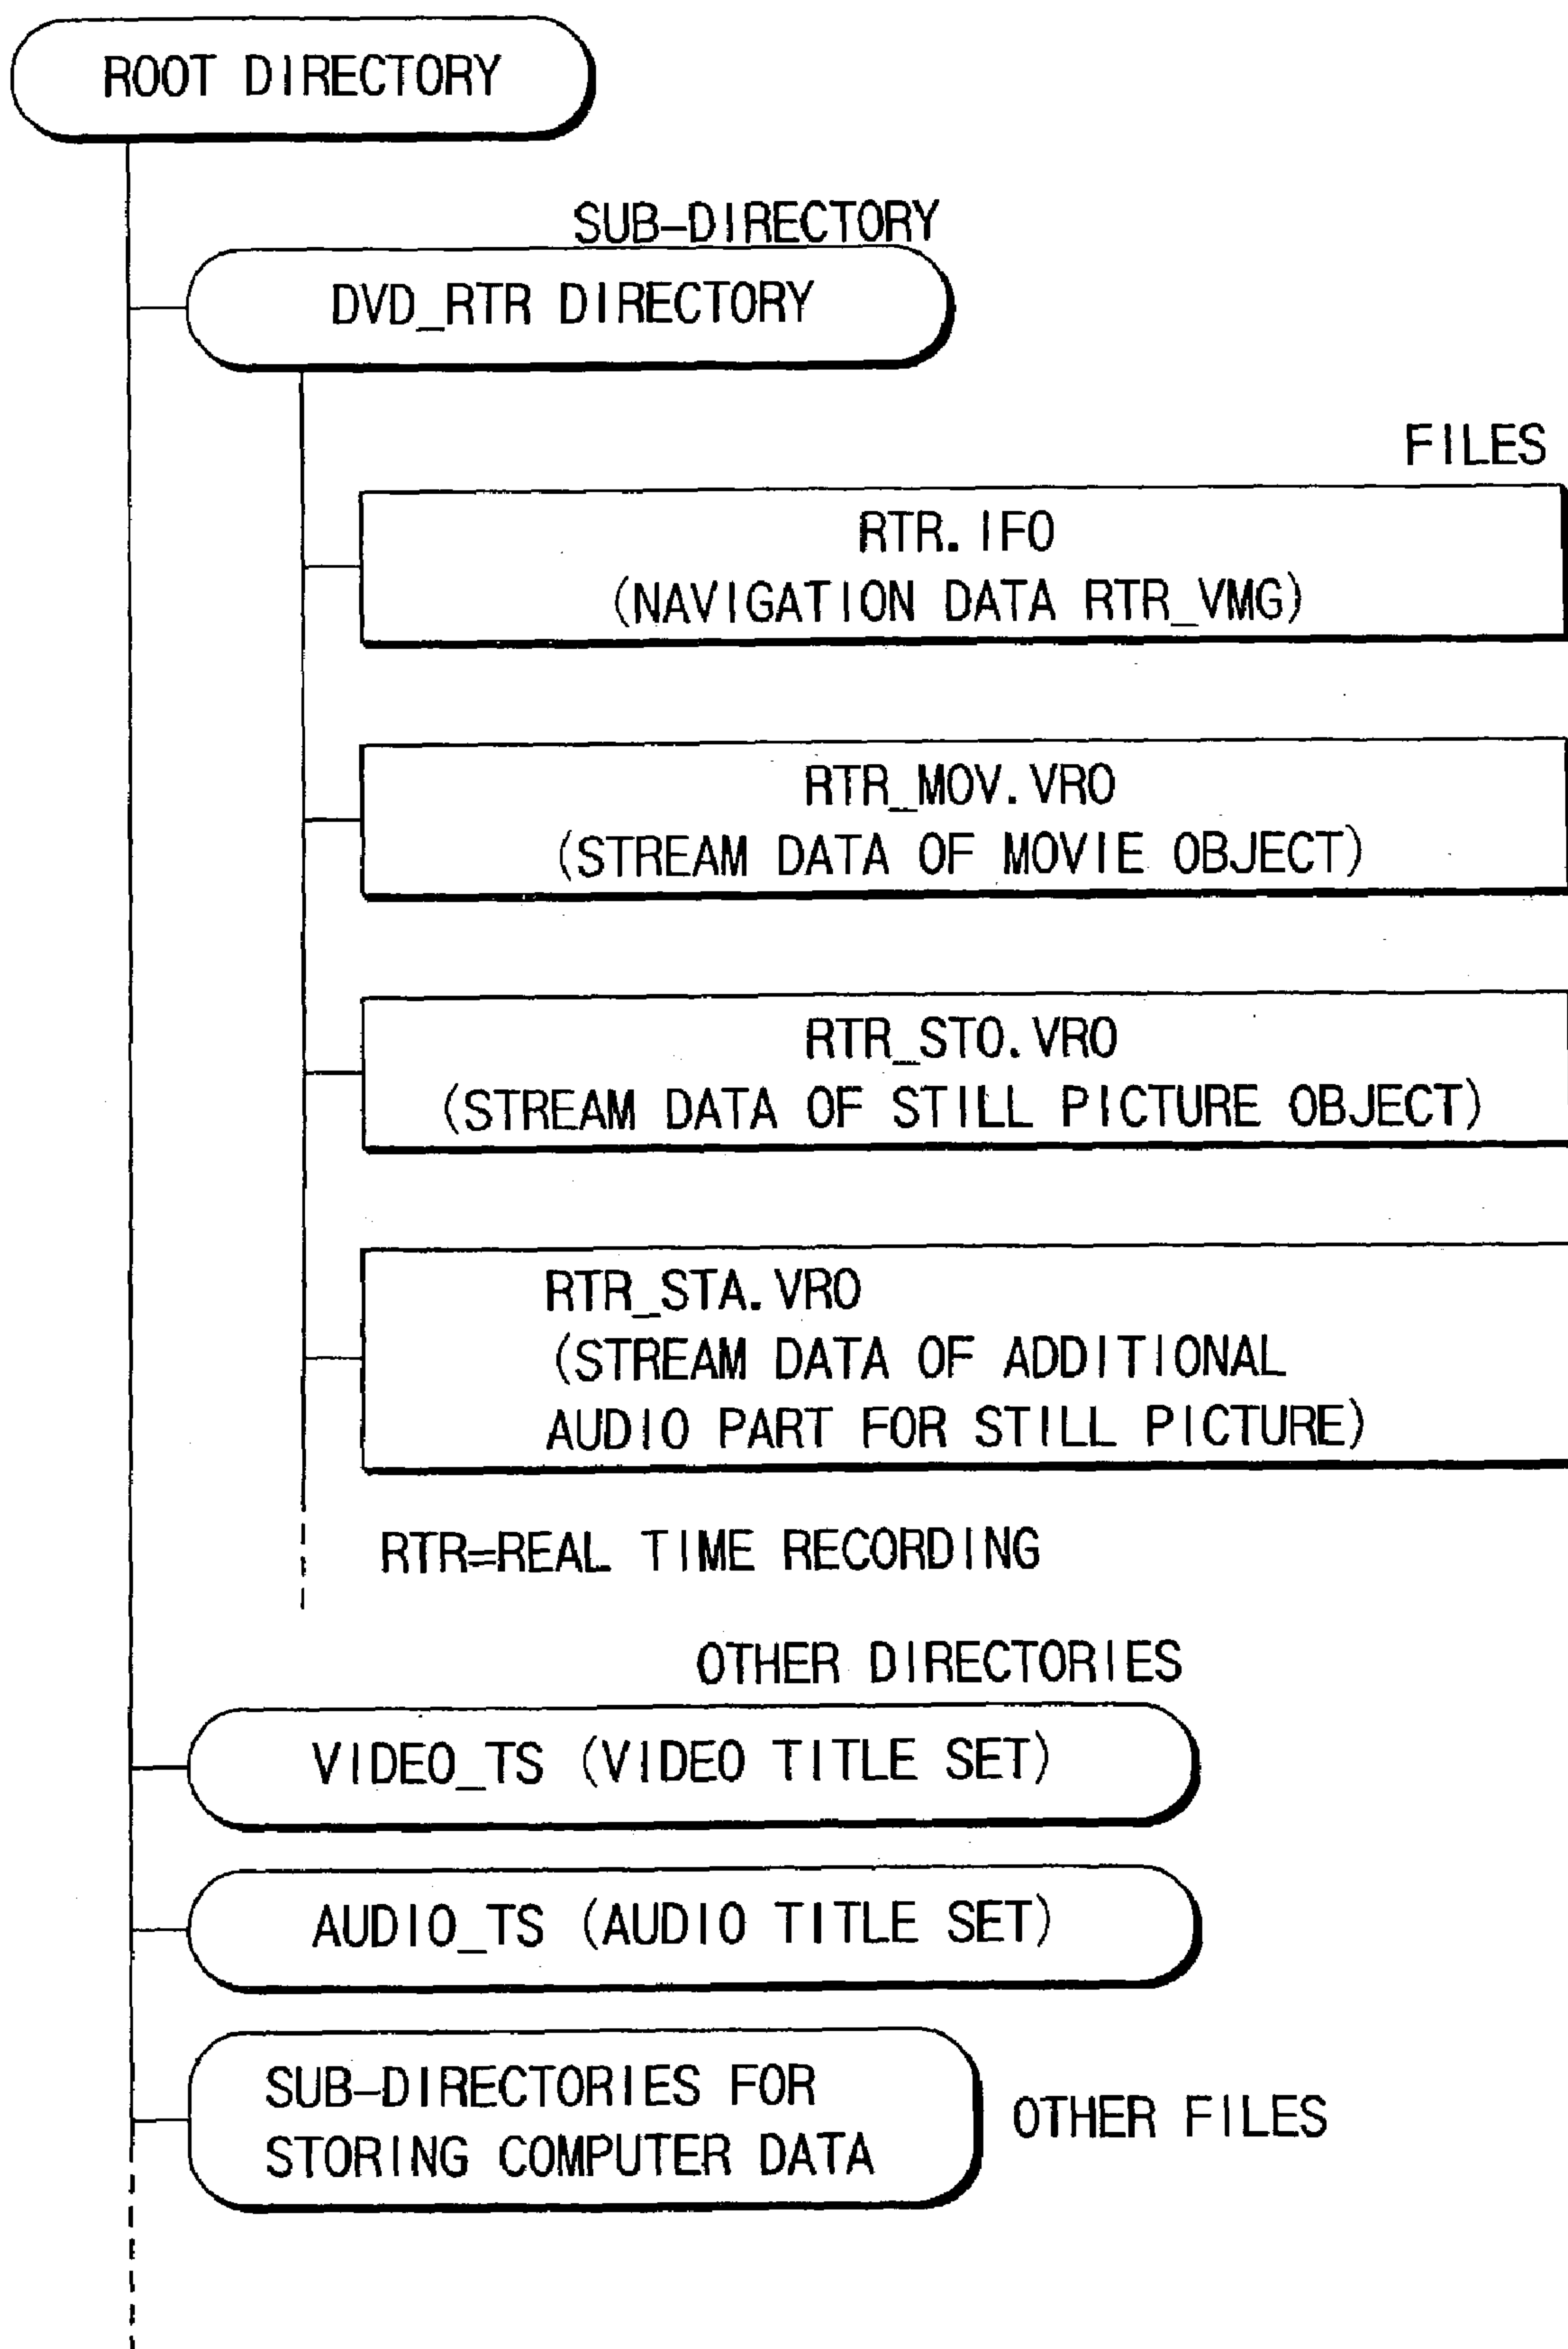 ROOT DIRECTORY
SUB-DIRECTORY
DVD_RTR DIRECTORY
FILES
RTR.IFO
(NAVIGATION DATA RTR_VMG)
RTR_MOV.VRO
(STREAM DATA OF MOVIE OBJECT)
RTR_STO.VRO
(STREAM DATA OF STILL PICTURE OBJECT)
RTR_STA.VRO
(STREAM DATA OF ADDITIONAL
AUDIO PART FOR STILL PICTURE)
RTR=REAL TIME RECORDING
OTHER DIRECTORIES
VIDEO_TS (VIDEO TITLE SET)
AUDIO_TS (AUDIO TITLE SET)
SUB-DIRECTORIES FOR
STORING COMPUTER DATA
OTHER FILES